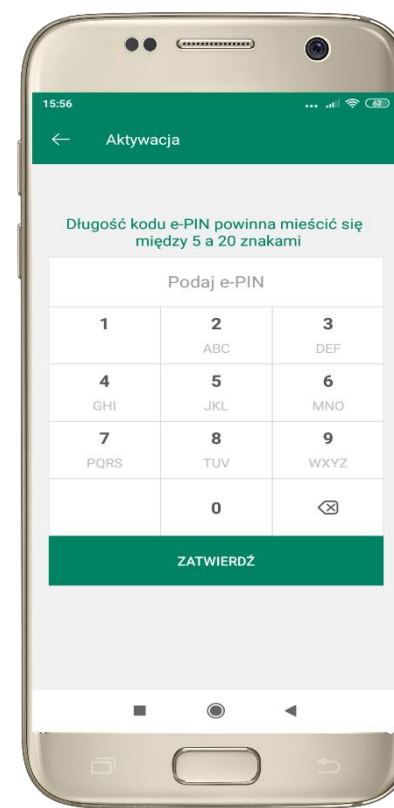 15:56
62
Aktywacja
Długość kodu e-PIN powinna mieścić się
między 5 a 20 znakami
Podaj e-PIN
1 2 3
ABC DEF
4 5 6
GHI JKL MNO
7 8 9
PQRS TUV WXYZ
0
ZATWIERDŹ